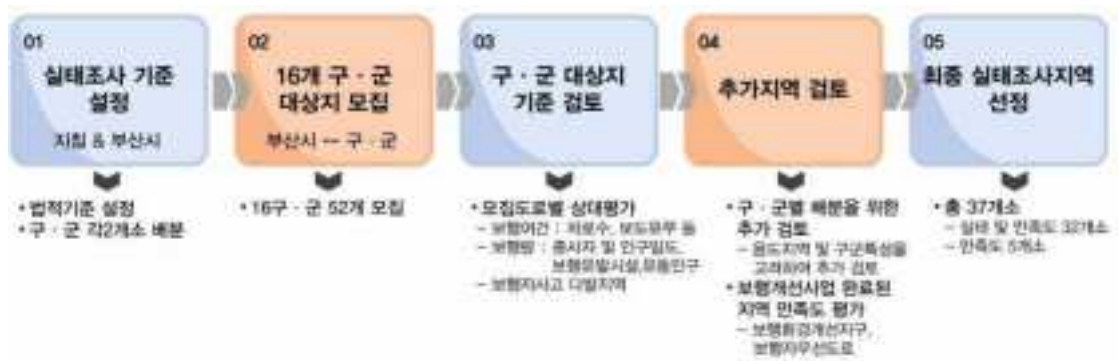 01
실태조사 기준
설정
지침 & 부산시
• 법적기준 설정
• 구 · 군 각2개소 배분
02
16개 구 · 군
대상지 모집
부산시 ↔ 구 · 군
• 16구 · 군 52개 모집
03
구 · 군 대상지
기준 검토
• 모집도로별 상대평가
– 보행여건 : 차로수, 보도유무 등
– 보행량 : 종사자 및 인구밀도,
보행유발시설,유동인구
– 보행자사고 다발지역
04
추가지역 검토
• 구 · 군별 배분을 위한
추가 검토
– 용도지역 및 구군특성을
고려하여 추가 검토
• 보행개선사업 완료된
지역 만족도 평가
– 보행환경개선지구,
보행자우선도로
05
최종 실태조사지역
선정
• 총 37개소
– 실태 및 만족도 32개소
– 만족도 5개소